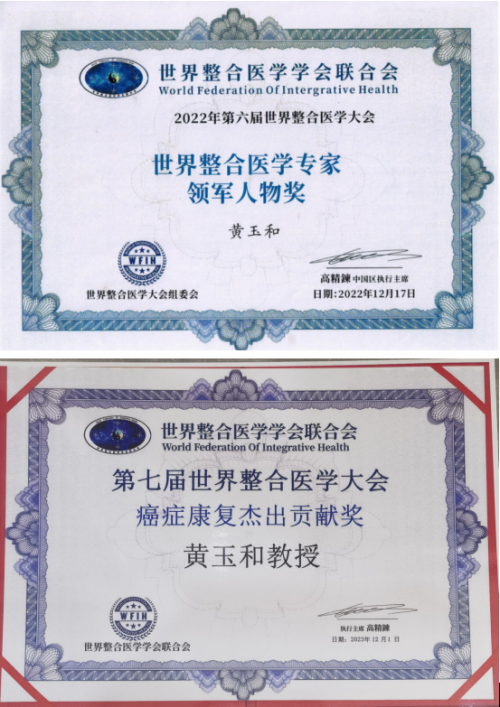 世界整合医学学会联合会
World Federation Of Intergrative Health
2022年第六届世界整合医学大会
世界整合医学专家
领军人物奖
黄玉和
WFIH
世界整合医学大会组委会
高精鍊 中国区执行主席
日期:2022年12月17日
世界整合医学学会联合会
World Federation Of Integrative Health
第七届世界整合医学大会
癌症康复杰出贡献奖
黄玉和教授
WFIH
世界整合医学学会联合会
执行主席 高精鍊
日期: 2023年12月1日